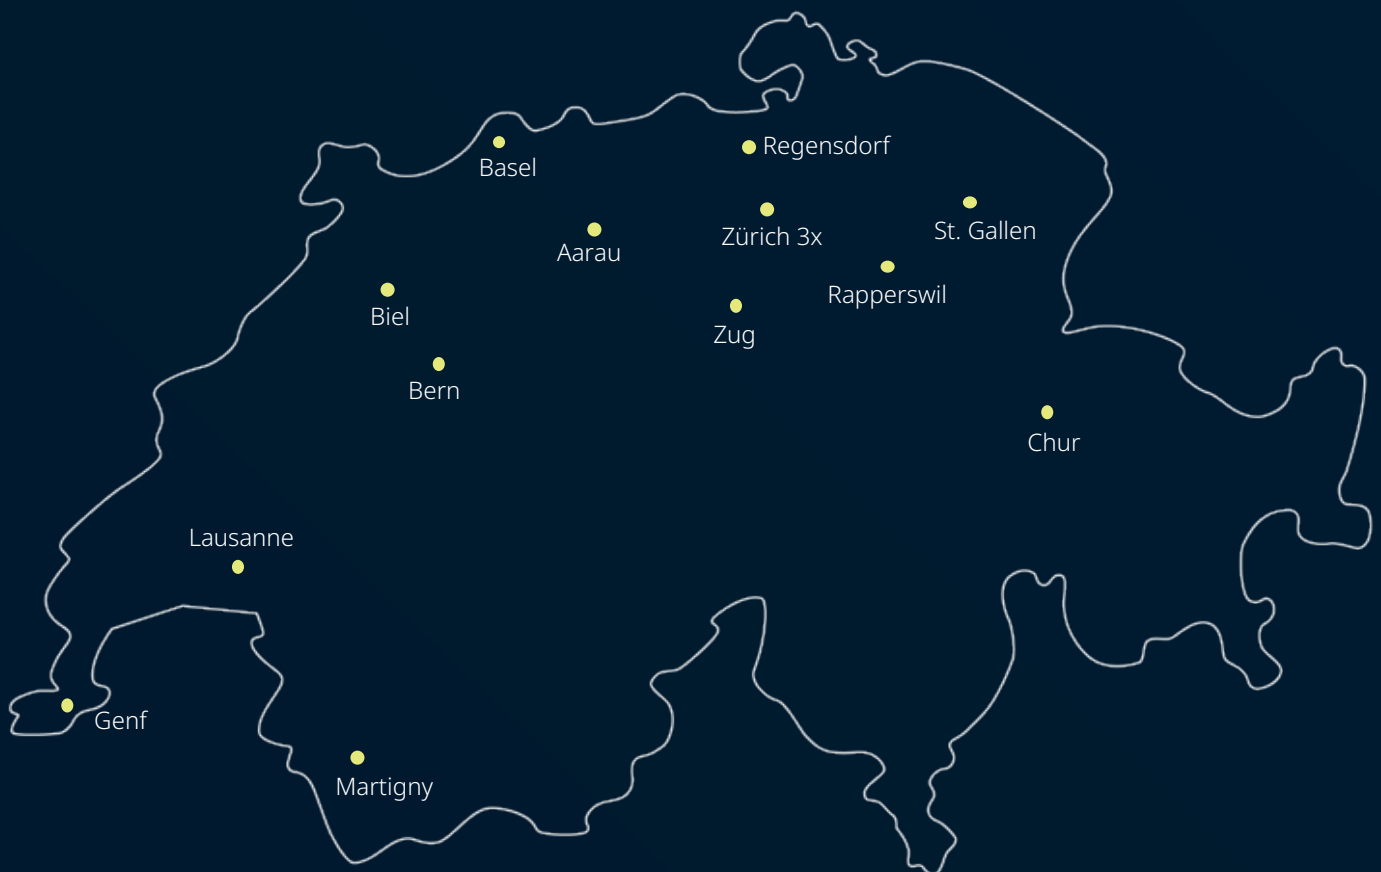 Regensdorf
Basel
St. Gallen
Zürich 3x
Aarau
Rapperswil
Biel
Zug
Bern
Chur
Lausanne
Genf
Martigny